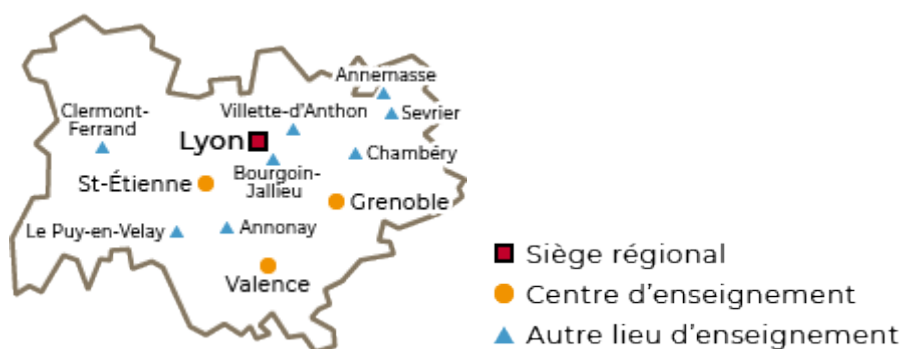 Annemasse
Sevrier
Clermont-
Ferrand
Villette-d'Anthon
Lyon
Chambéry
Bourgoin-
Jallieu
St-Étienne
Grenoble
Le Puy-en-Velay
Annonay
Valence
Siège régional
Centre d'enseignement
Autre lieu d'enseignement